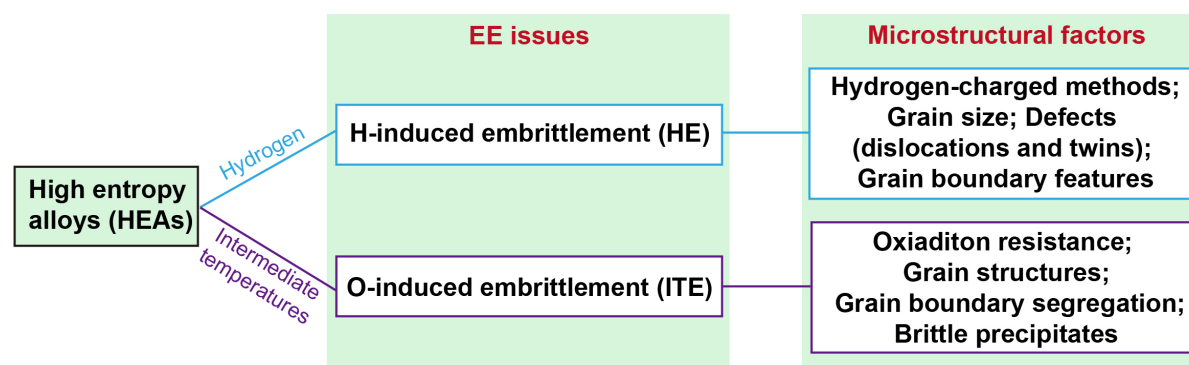 EE issues
Microstructural factors
High entropy
alloys (HEAs)
Hydrogen
Intermediate
temperatures
H-induced embrittlement (HE)
O-induced embrittlement (ITE)
Hydrogen-charged methods;
Grain size; Defects
(dislocations and twins);
Grain boundary features
Oxiaditon resistance;
Grain structures;
Grain boundary segregation;
Brittle precipitates